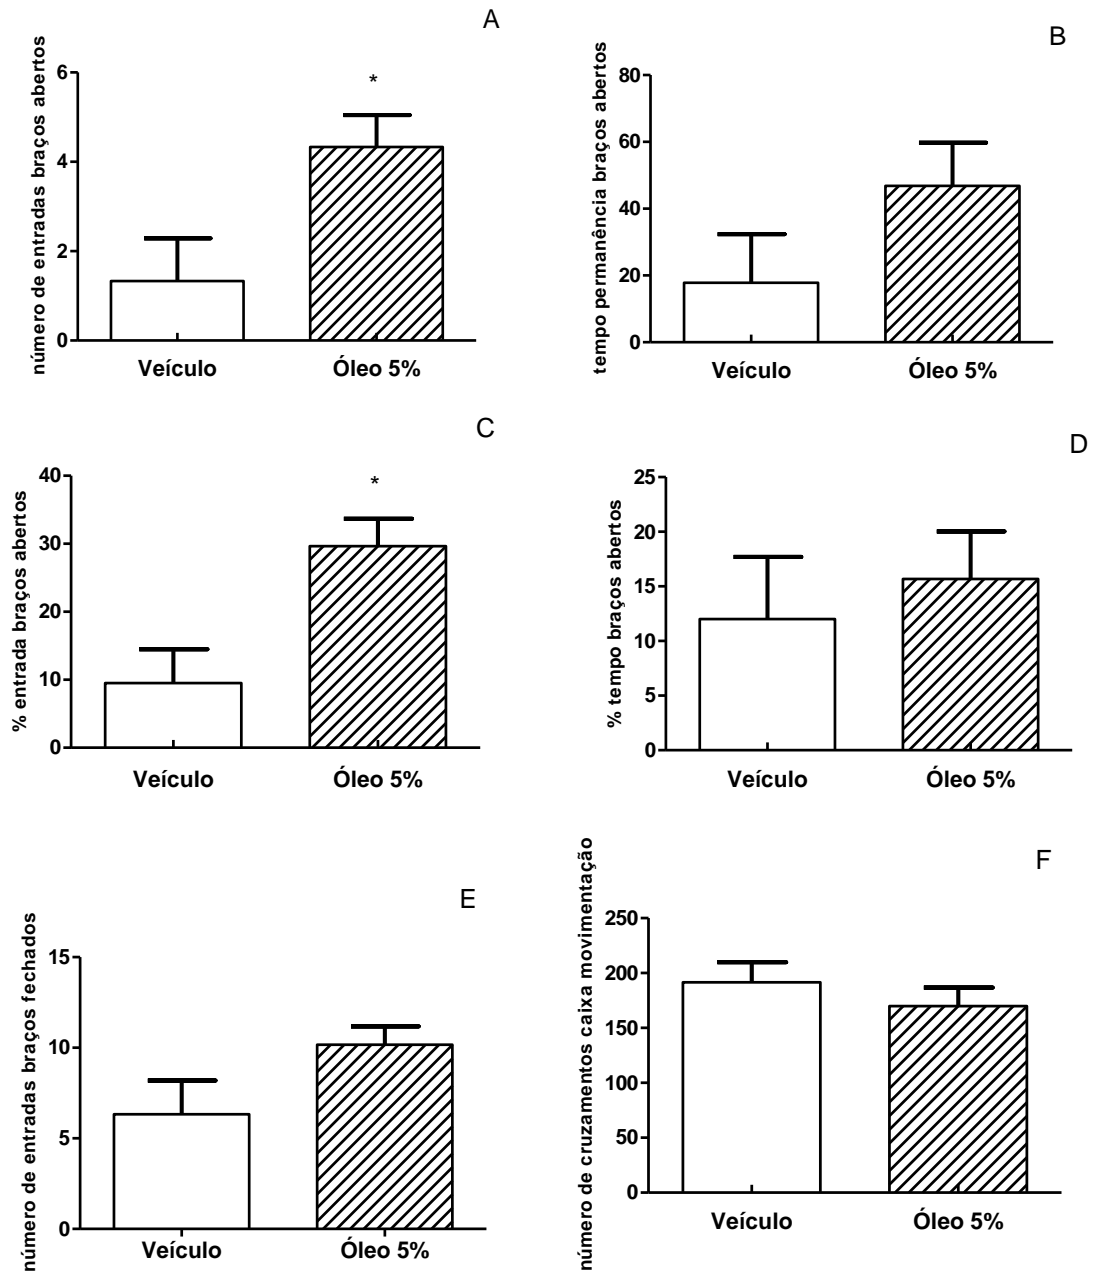 A
número de entradas braços abertos
6
4
2
0
*
Veículo
Óleo 5%
B
tempo permanência braços abertos
80
60
40
20
0
Veículo
Óleo 5%
C
% entrada braços abertos
40
30
20
10
0
*
Veículo
Óleo 5%
D
% tempo braços abertos
25
20
15
10
5
0
Veículo
Óleo 5%
E
número de entradas braços fechados
15
10
5
0
Veículo
Óleo 5%
F
número de cruzamentos caixa movimentação
250
200
150
100
50
0
Veículo
Óleo 5%